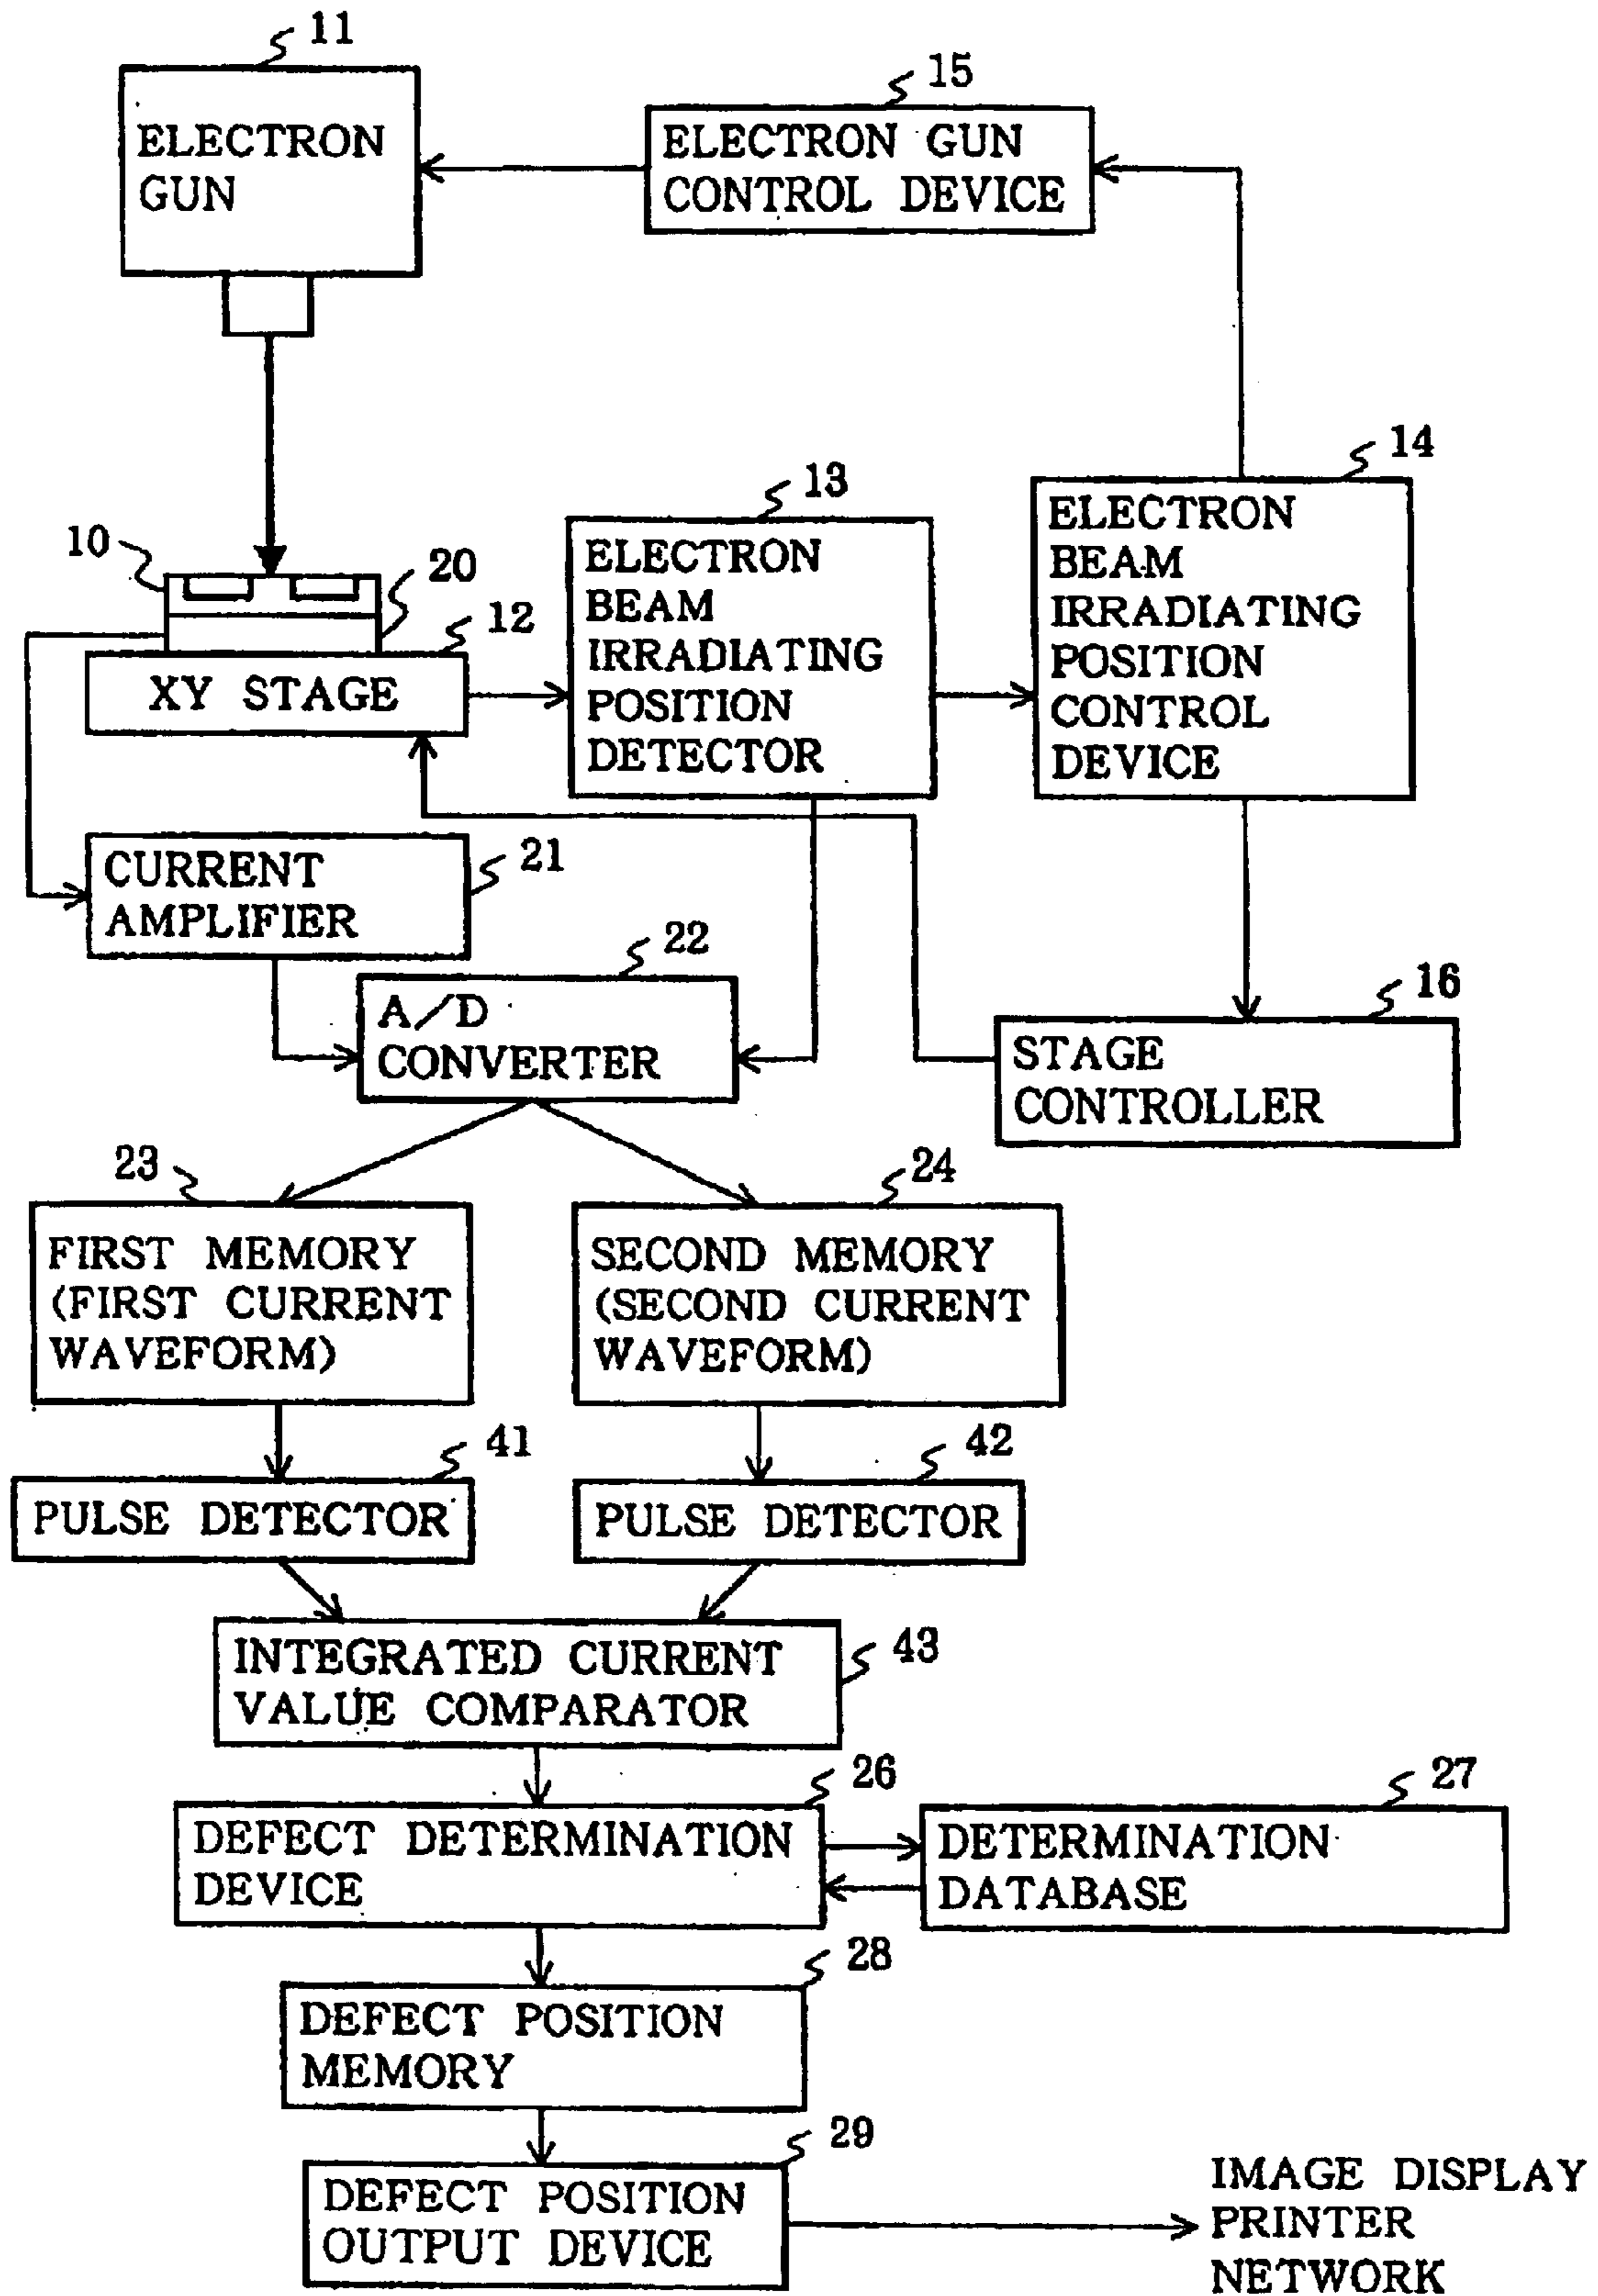 11
ELECTRON
GUN
15
ELECTRON GUN
CONTROL DEVICE
14
ELECTRON
BEAM
IRRADIATING
POSITION
CONTROL
DEVICE
13
ELECTRON
BEAM
IRRADIATING
POSITION
DETECTOR
10
20
12
XY STAGE
21
CURRENT
AMPLIFIER
22
A/D
CONVERTER
16
STAGE
CONTROLLER
23
FIRST MEMORY
(FIRST CURRENT
WAVEFORM)
24
SECOND MEMORY
(SECOND CURRENT
WAVEFORM)
41
PULSE DETECTOR
42
PULSE DETECTOR
43
INTEGRATED CURRENT
VALUE COMPARATOR
26
DEFECT DETERMINATION
DEVICE
27
DETERMINATION
DATABASE
28
DEFECT POSITION
MEMORY
29
DEFECT POSITION
OUTPUT DEVICE
IMAGE DISPLAY
PRINTER
NETWORK